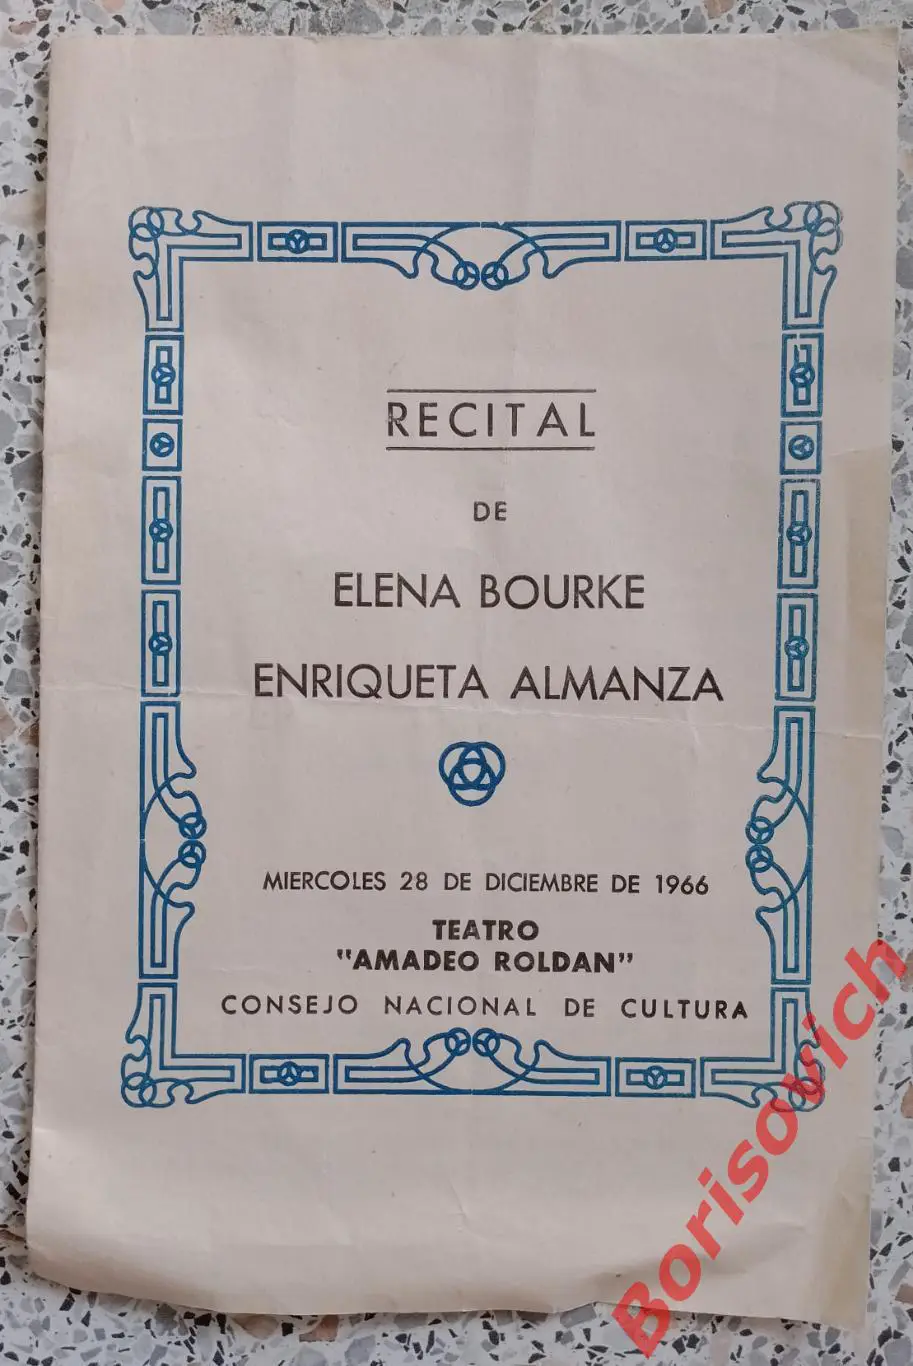 RECITAL
DE
ELENA BOURKE
ENRIQUETA ALMANZA
MIERCOLES 28 DE DICIEMBRE DE 1966
TEATRO
"AMADEO ROLDAN"
CONSEJO NACIONAL DE CULTURA
Borisovich